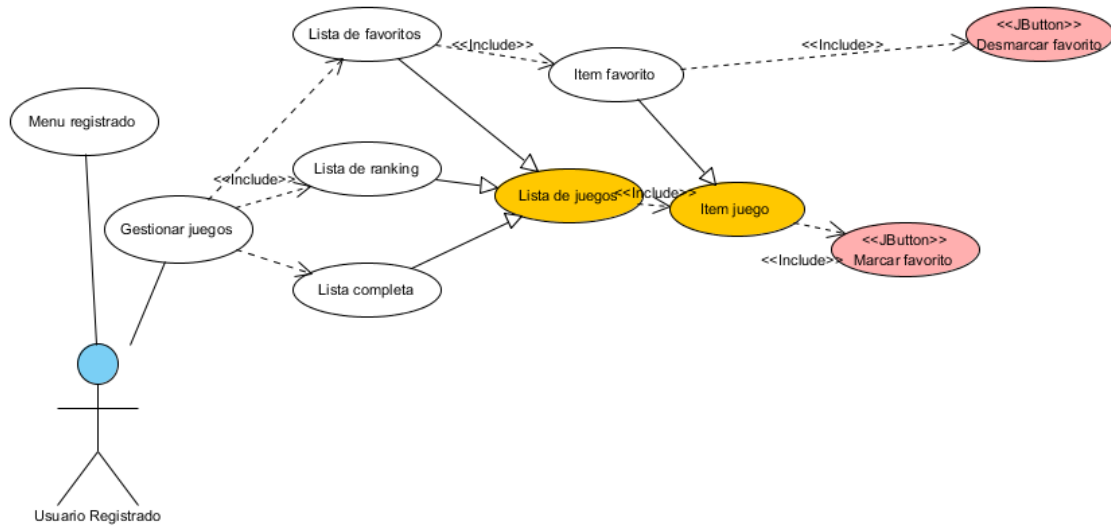 Lista de favoritos
<<Include>>
Item favorito
<<Include>>
<<JButton>>
Desmarcar favorito
Menu registrado
Gestionar juegos
<<Include>>
Lista de ranking
Lista completa
Lista de juegos
<<Include>>
Item juego
<<Include>>
<<JButton>>
Marcar favorito
Usuario Registrado